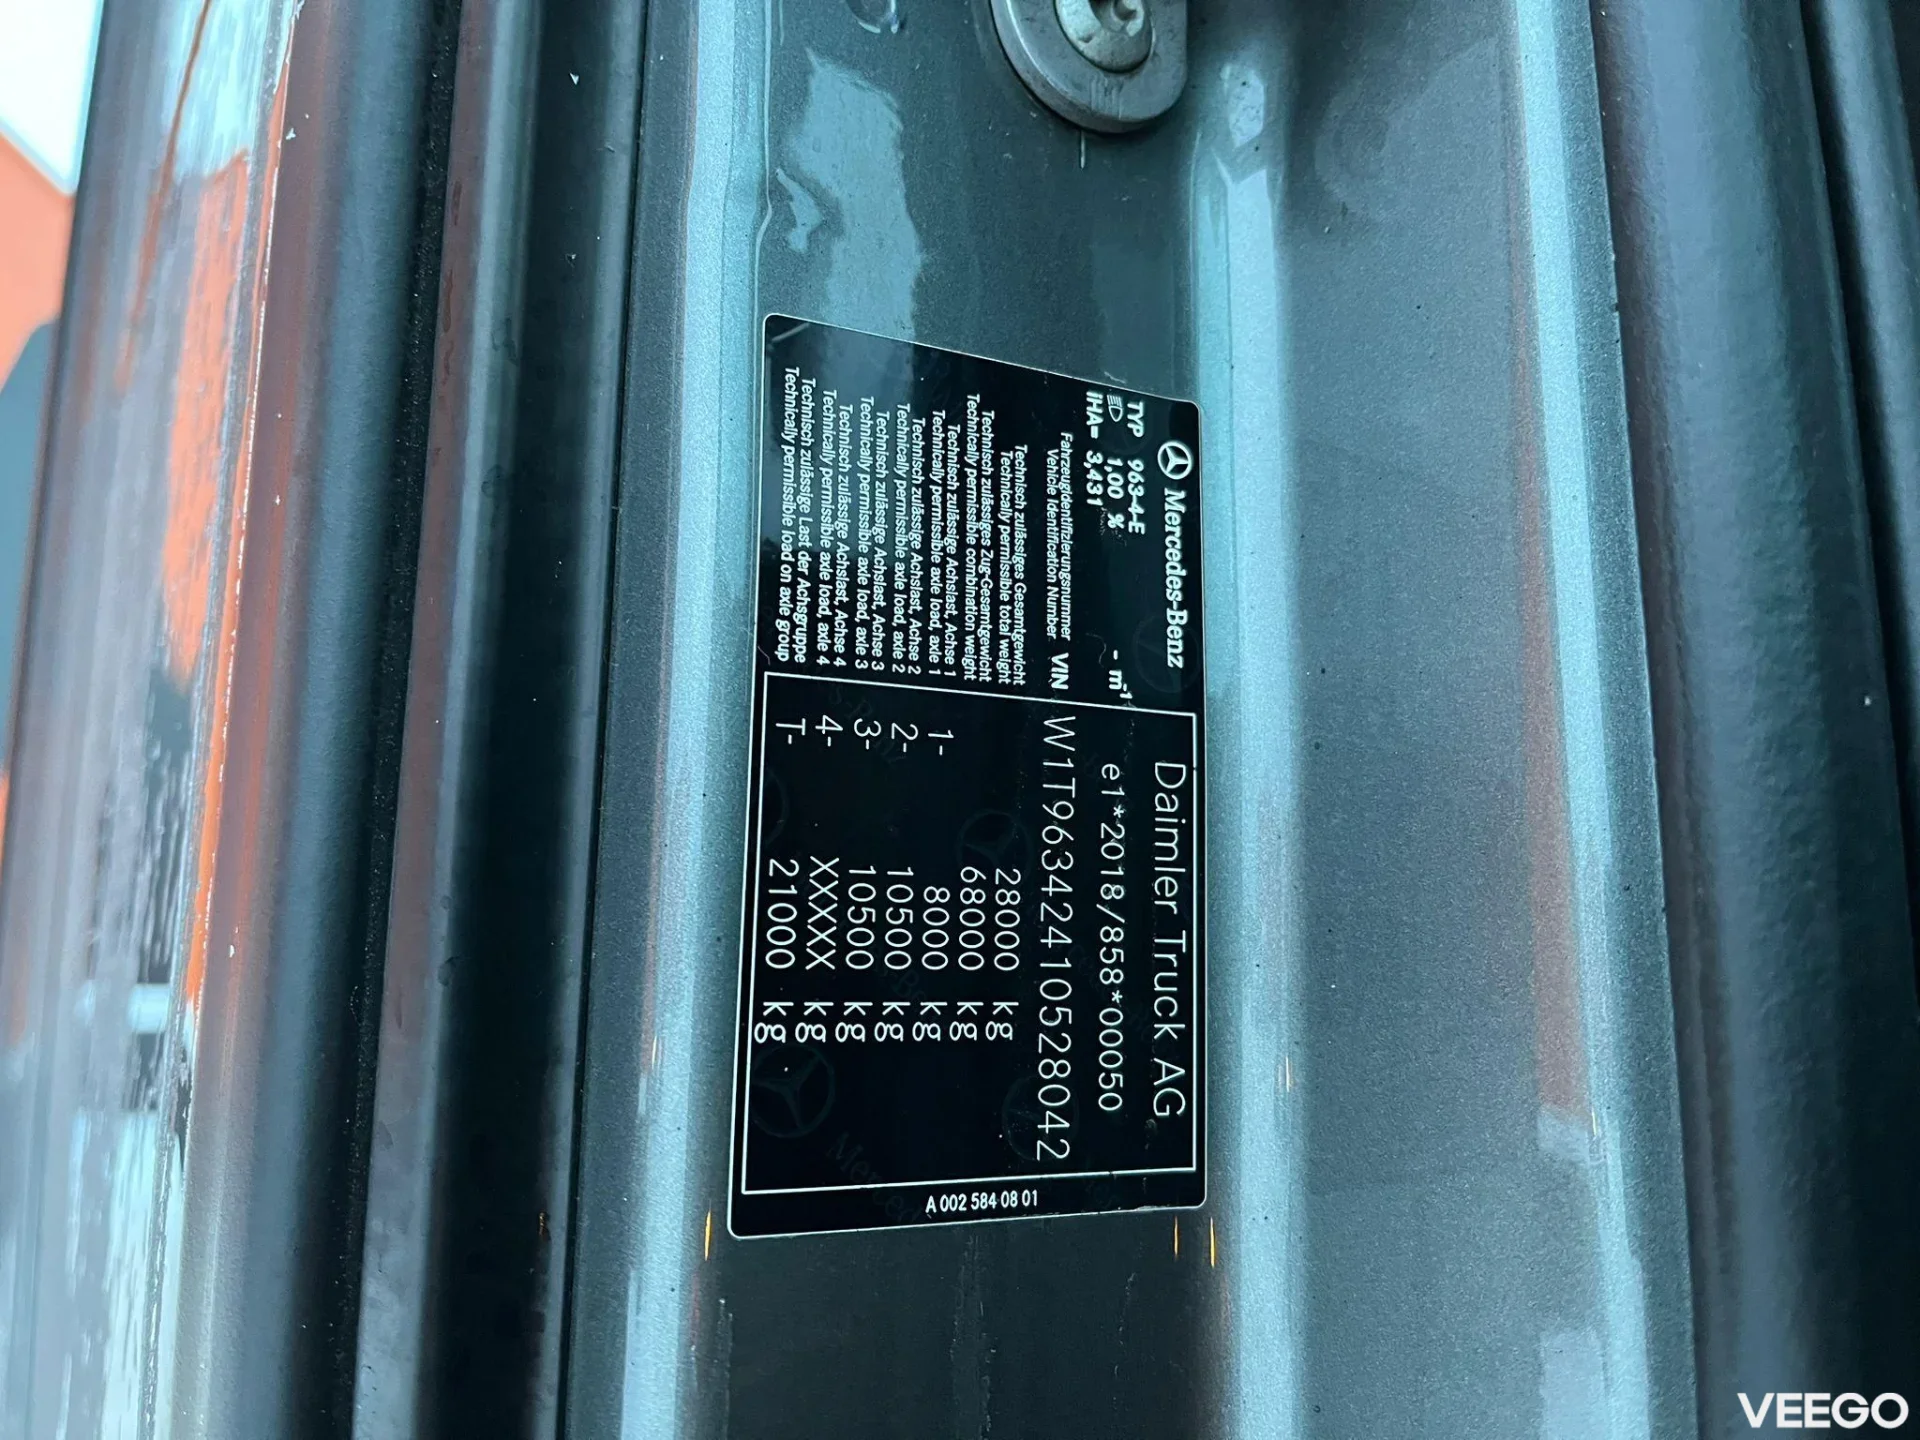 Mercedes-Benz
Daimler Truck AG
TYP 963-4-E
1,00 %
- m-1
e1*2018/858*00050
iHA= 3,431
Fahrzeugidentifizierungsnummer
Vehicle Identification Number VIN
W1T96342410528042
Technisch zulässiges Gesamtgewicht
Technically permissible total weight
28000 kg
Technisch zulässiges Zug-Gesamtgewicht
Technically permissible combination weight
68000 kg
Technisch zulässige Achslast, Achse 1
Technically permissible axle load, axle 1
1- 8000 kg
Technisch zulässige Achslast, Achse 2
Technically permissible axle load, axle 2
2- 10500 kg
Technisch zulässige Achslast, Achse 3
Technically permissible axle load, axle 3
3- 10500 kg
Technisch zulässige Achslast, Achse 4
Technically permissible axle load, axle 4
4- XXXXX kg
Technisch zulässige Last der Achsgruppe
Technically permissible load on axle group
T- 21000 kg
A 002 584 08 01
VEEGO